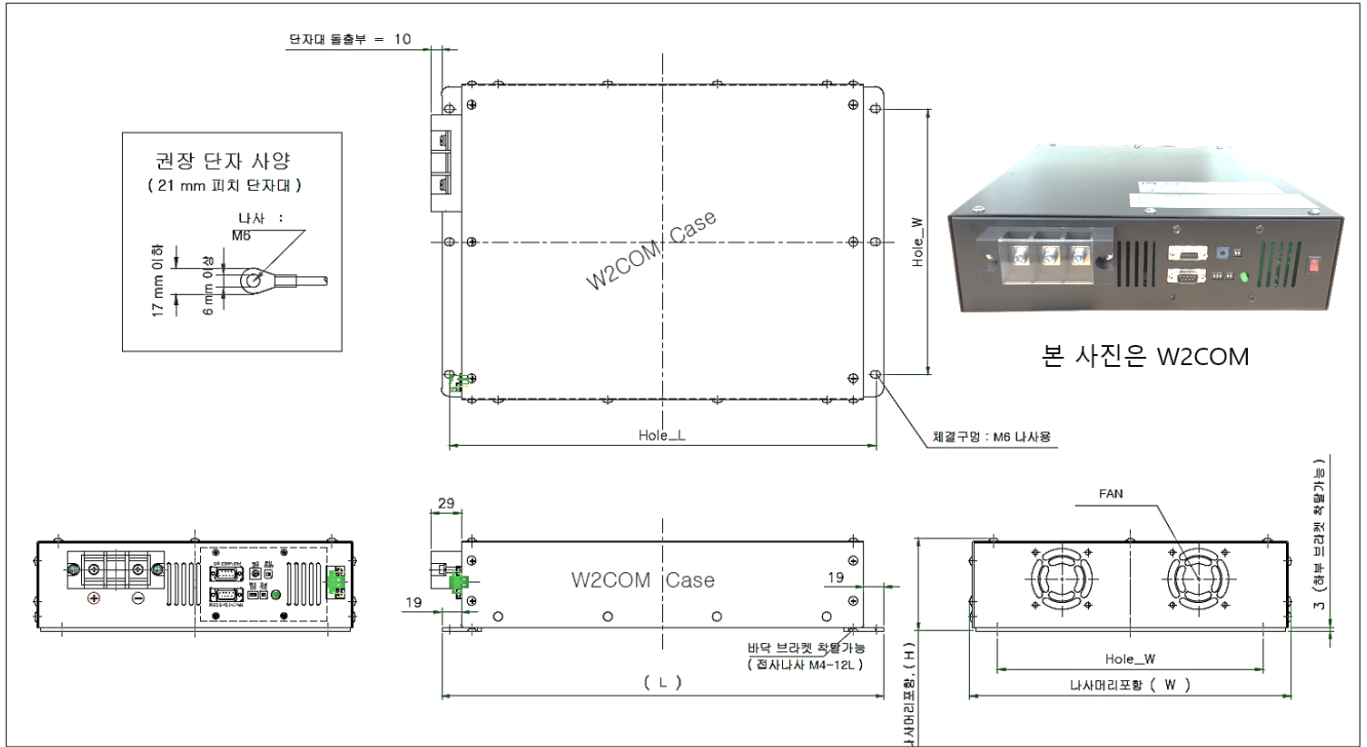 단자대 돌출부 = 10
권장 단자 사양
( 21 mm 피치 단자대 )
나사 :
M6
17 mm 이하
6 mm 이상
W2COM Case
Hole_W
Hole_L
체결구멍 : M6 나사용
본 사진은 W2COM
29
19
W2COM Case
19
바닥 브라켓 착탈가능
( 접시나사 M4-12L )
( L )
나사머리포함, ( H )
FAN
3 ( 하부 브라켓 착탈가능 )
Hole_W
나사머리포함 ( W )